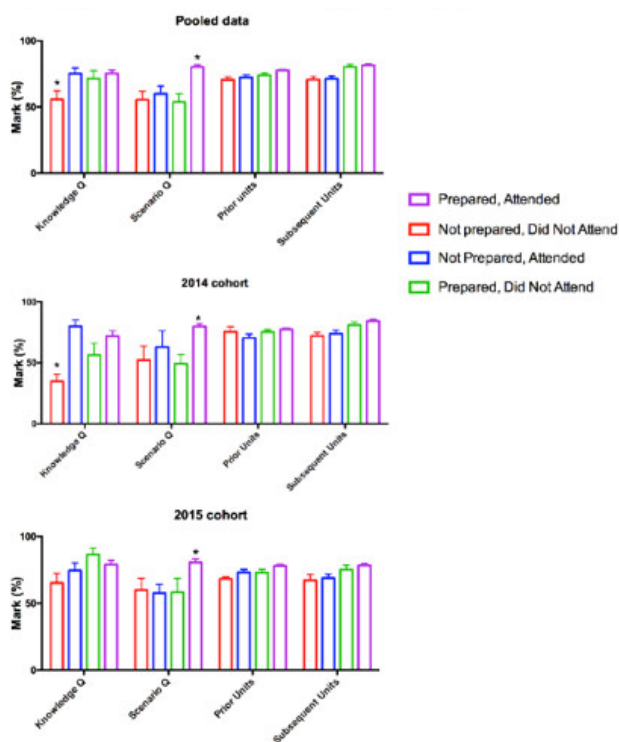 Pooled data
100
50
0
Mark (%)
*
*
Knowledge Q
Scenario Q
Prior units
Subsequent Units
Prepared, Attended
Not prepared, Did Not Attend
Not Prepared, Attended
Prepared, Did Not Attend
2014 cohort
100
50
0
Mark (%)
*
*
Knowledge Q
Scenario Q
Prior Units
Subsequent Units
2015 cohort
100
50
0
Mark (%)
*
Knowledge Q
Scenario Q
Prior Units
Subsequent Units